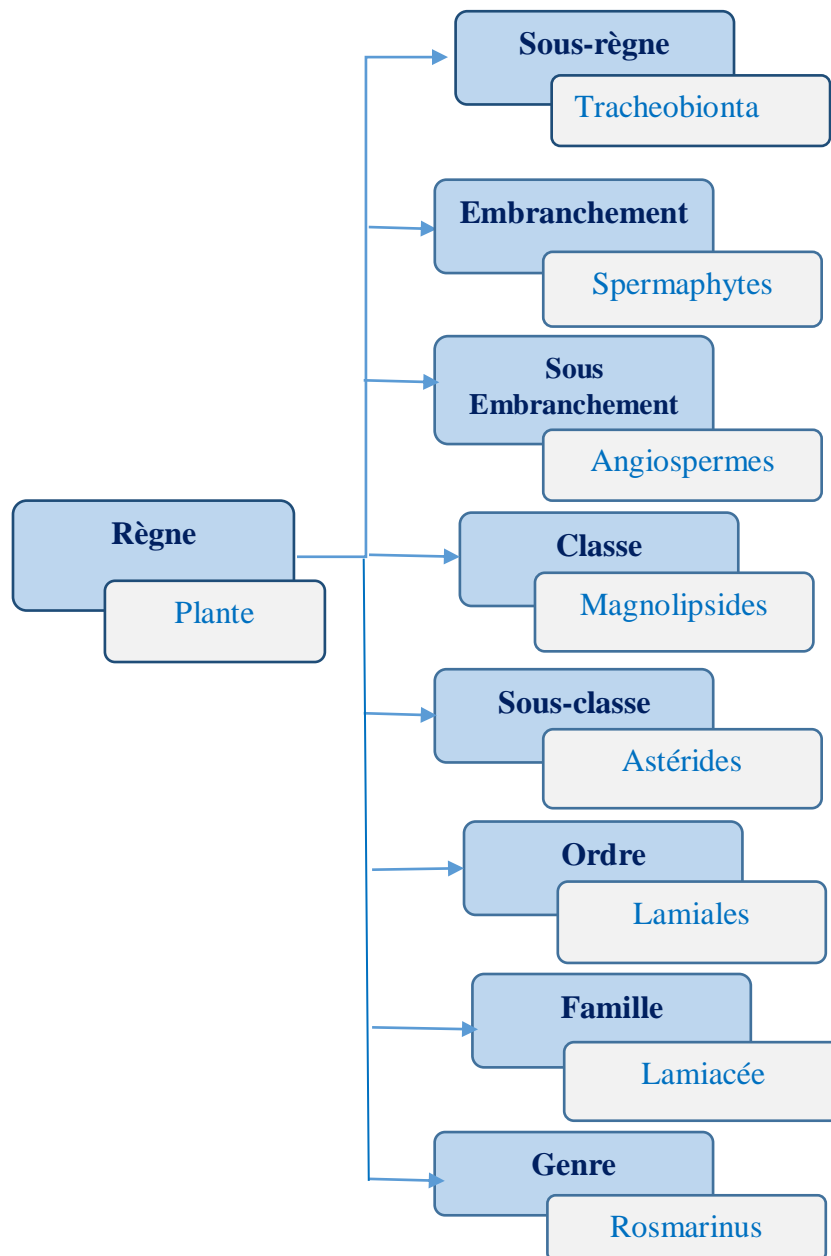 Sous-règne
Tracheobionta
Embranchement
Spermaphytes
Sous
Embranchement
Angiospermes
Règne
Plante
Classe
Magnolipsides
Sous-classe
Astérides
Ordre
Lamiales
Famille
Lamiacée
Genre
Rosmarinus